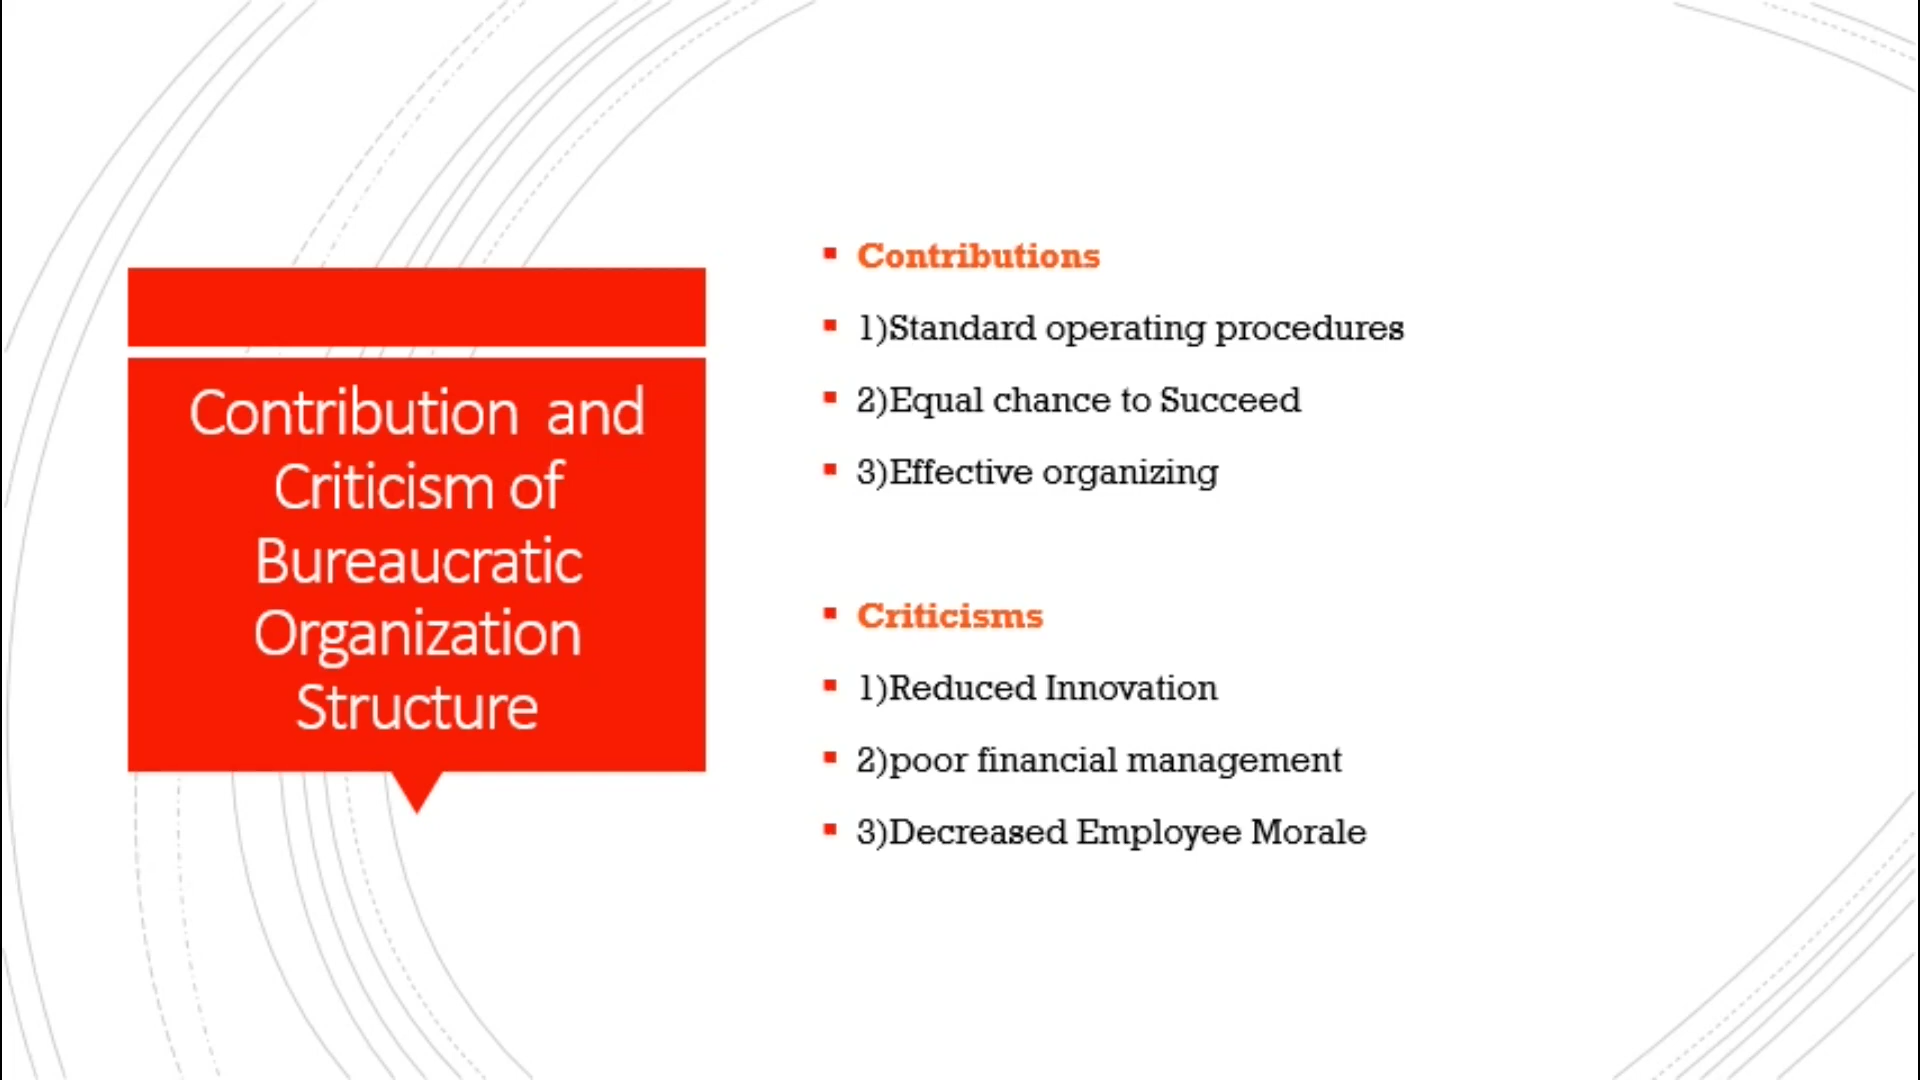 Contribution and
Criticism of
Bureaucratic
Organization
Structure
Contributions
1)Standard operating procedures
2)Equal chance to Succeed
3)Effective organizing
Criticisms
1)Reduced Innovation
2)poor financial management
3)Decreased Employee Morale